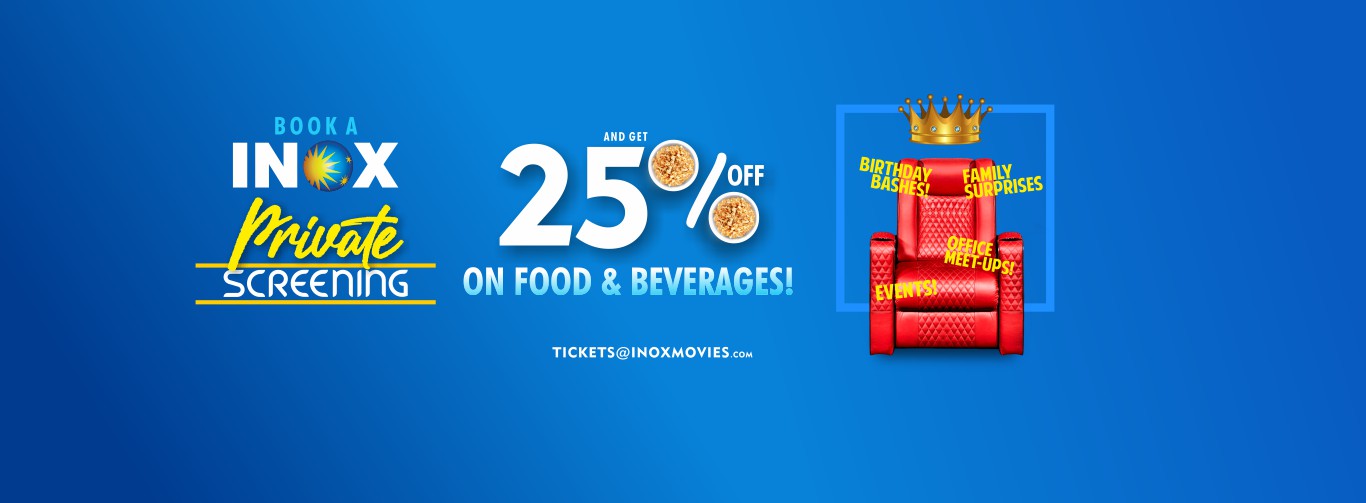 BOOK A
INOX
Private
SCREENING
AND GET
25% OFF
ON FOOD & BEVERAGES!
TICKETS@INOXMOVIES.COM
BIRTHDAY
BASHES!
FAMILY
SURPRISES
OFFICE
MEET-UPS!
EVENTS!